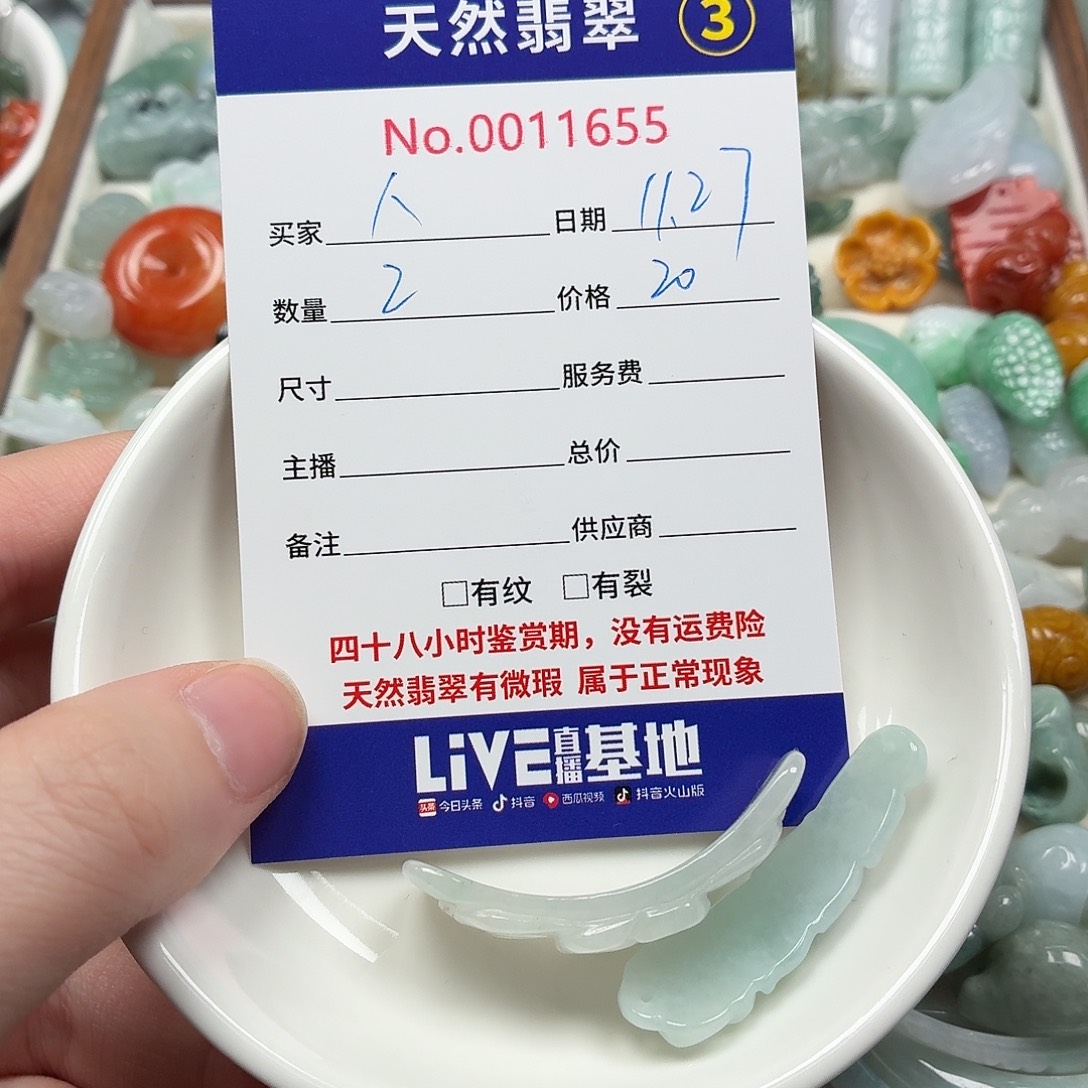 天然翡翠 3
No.0011655
买家 人 日期 11.27
数量 2 价格 20
尺寸 服务费
主播 总价
备注 供应商
□有纹 □有裂
四十八小时鉴赏期，没有运费险
天然翡翠有微瑕 属于正常现象
LiVE直播基地
头条 今日头条 抖音 西瓜视频 抖音火山版